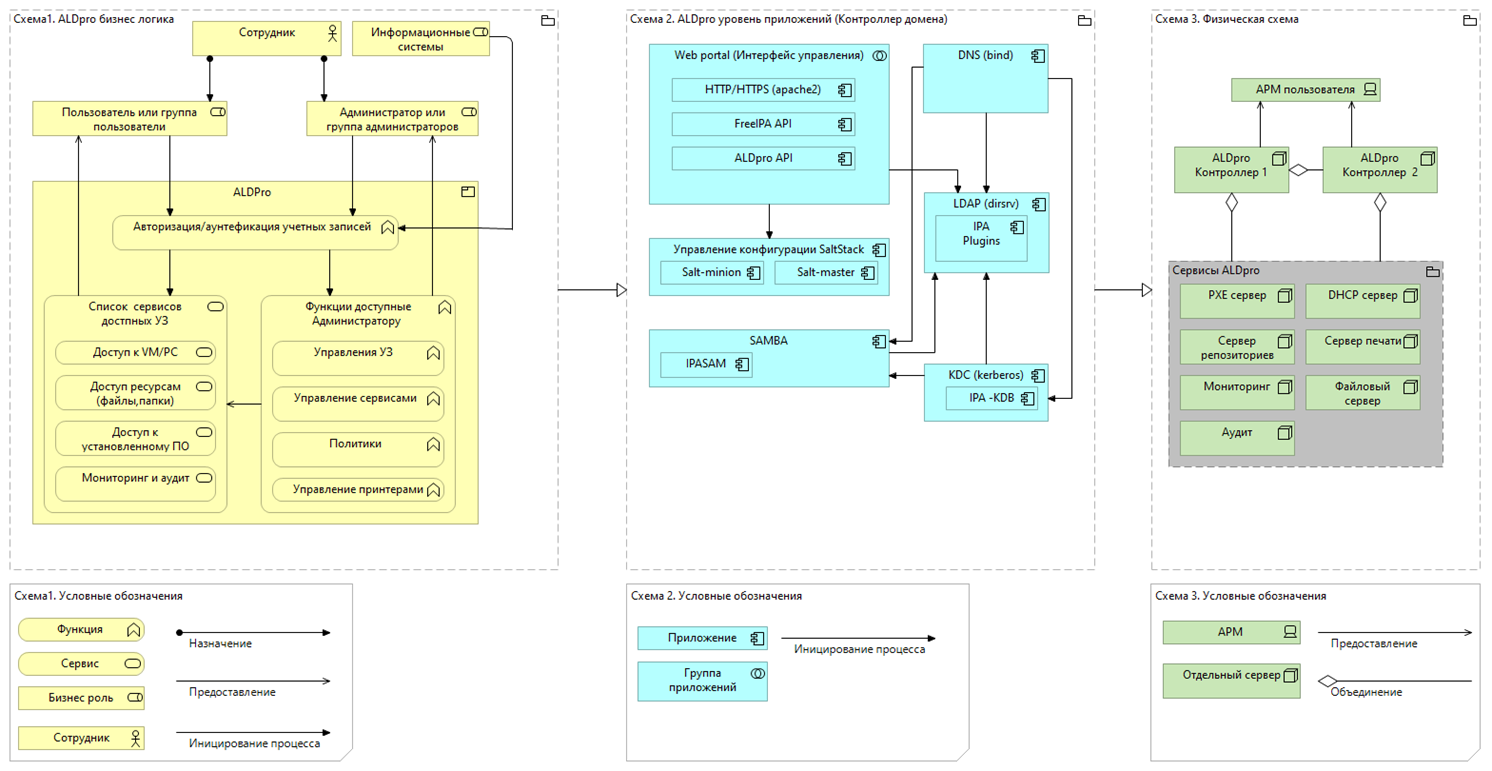 Схема1. ALDpro бизнес логика
Сотрудник
Информационные
системы
Пользователь или группа
пользователи
Администратор или
группа администраторов
ALDPro
Авторизация/аунтефикация учетных записей
Список сервисов
достпных УЗ
Доступ к VM/PC
Доступ ресурсам
(файлы,папки)
Доступ к
установленному ПО
Мониторинг и аудит
Функции доступные
Администратору
Управления УЗ
Управление сервисами
Политики
Управление принтерами
Схема 2. ALDpro уровень приложений (Контроллер домена)
Web portal (Интерфейс управления)
HTTP/HTTPS (apache2)
FreeIPA API
ALDpro API
DNS (bind)
LDAP (dirsrv)
IPA
Plugins
Управление конфигурации SaltStack
Salt-minion
Salt-master
SAMBA
IPASAM
KDC (kerberos)
IPA -KDB
Схема 3. Физическая схема
АРМ пользователя
ALDpro
Контроллер 1
ALDpro
Контроллер 2
Сервисы ALDpro
PXE сервер
DHCP сервер
Сервер
репозиториев
Сервер печати
Мониторинг
Файловый
сервер
Аудит
Схема1. Условные обозначения
Функция
Сервис
Бизнес роль
Сотрудник
Назначение
Предоставление
Иницирование процесса
Схема 2. Условные обозначения
Приложение
Группа
приложений
Иницирование процесса
Схема 3. Условные обозначения
АРМ
Отдельный сервер
Предоставление
Объединение